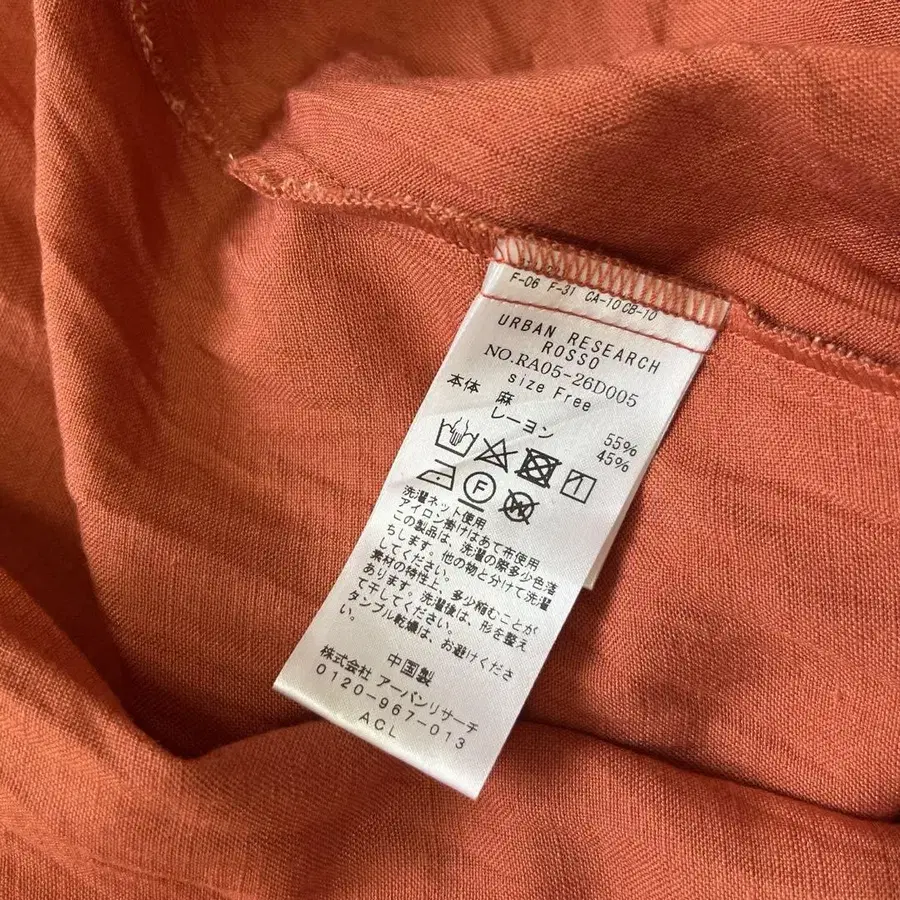 F-06 F-31 CA-10 CB-10
URBAN RESEARCH
ROSSO
NO.RA05-26D005
size Free
本体 麻 55%
レーヨン 45%
F
W
洗濯ネット使用
アイロン掛けはあて布使用
この製品は、洗濯の際多少色落
ちします。他の物と分けて洗濯
してください。
素材の特性上、多少縮むことが
あります。洗濯後は、形を整え
て干してください。
タンブル乾燥は、お避けくださ
い。
中国製
株式会社 アーバンリサーチ
0120-967-013
ACL